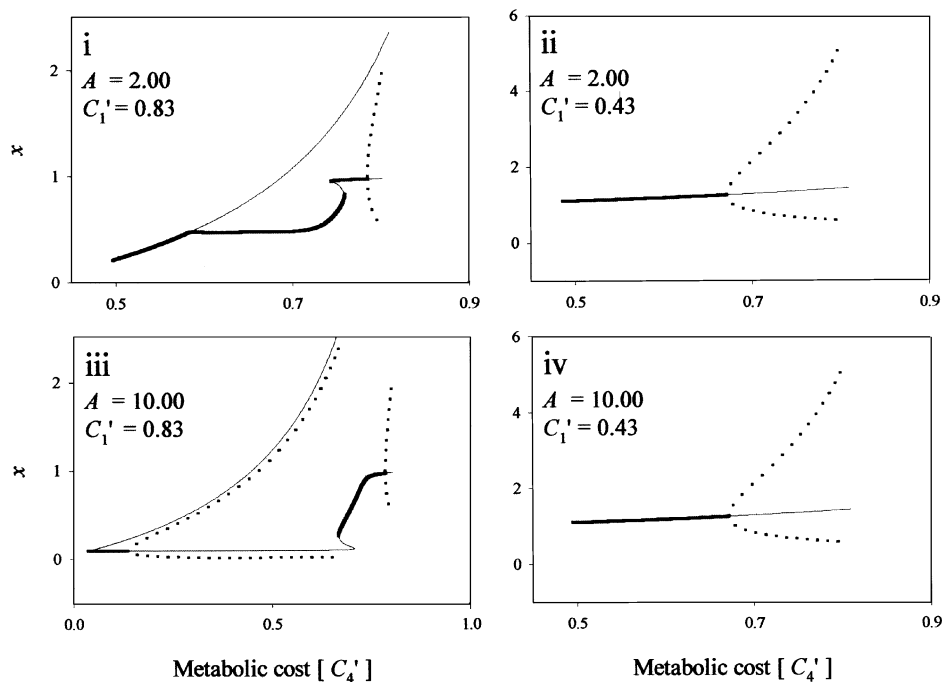 i
A = 2.00
C₁' = 0.83
2
1
0
x
0.5 0.7 0.9
ii
A = 2.00
C₁' = 0.43
6
4
2
0
0.5 0.7 0.9
iii
A = 10.00
C₁' = 0.83
2
1
0
x
0.0 0.5 1.0
Metabolic cost [ C₄' ]
iv
A = 10.00
C₁' = 0.43
6
4
2
0
0.5 0.7 0.9
Metabolic cost [ C₄' ]